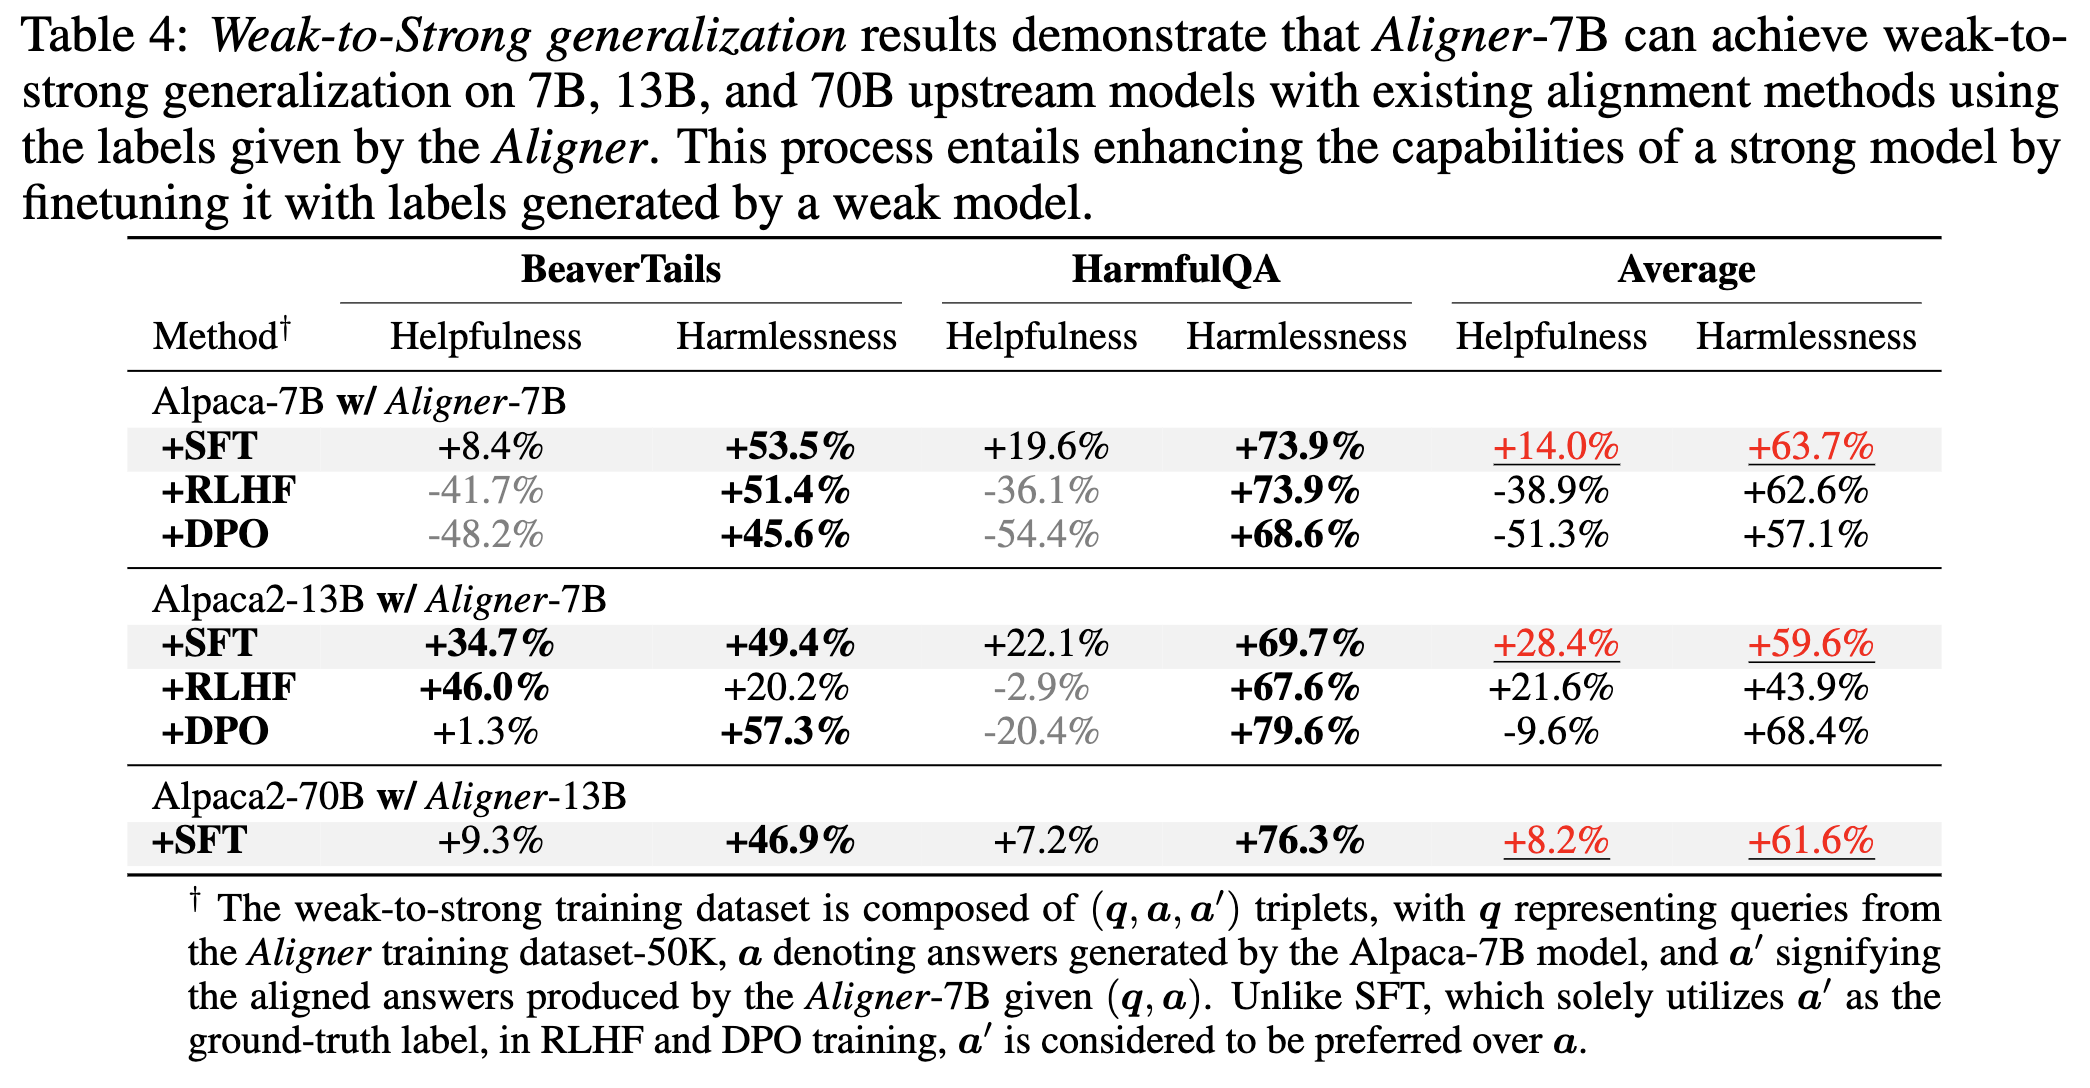 Table 4: Weak-to-Strong generalization results demonstrate that Aligner-7B can achieve weak-to-
strong generalization on 7B, 13B, and 70B upstream models with existing alignment methods using
the labels given by the Aligner. This process entails enhancing the capabilities of a strong model by
finetuning it with labels generated by a weak model.
BeaverTails HarmfulQA Average
Method† Helpfulness Harmlessness Helpfulness Harmlessness Helpfulness Harmlessness
Alpaca-7B w/ Aligner-7B
+SFT +8.4% +53.5% +19.6% +73.9% +14.0% +63.7%
+RLHF -41.7% +51.4% -36.1% +73.9% -38.9% +62.6%
+DPO -48.2% +45.6% -54.4% +68.6% -51.3% +57.1%
Alpaca2-13B w/ Aligner-7B
+SFT +34.7% +49.4% +22.1% +69.7% +28.4% +59.6%
+RLHF +46.0% +20.2% -2.9% +67.6% +21.6% +43.9%
+DPO +1.3% +57.3% -20.4% +79.6% -9.6% +68.4%
Alpaca2-70B w/ Aligner-13B
+SFT +9.3% +46.9% +7.2% +76.3% +8.2% +61.6%
† The weak-to-strong training dataset is composed of (q, a, a′) triplets, with q representing queries from
the Aligner training dataset-50K, a denoting answers generated by the Alpaca-7B model, and a′ signifying
the aligned answers produced by the Aligner-7B given (q, a). Unlike SFT, which solely utilizes a′ as the
ground-truth label, in RLHF and DPO training, a′ is considered to be preferred over a.